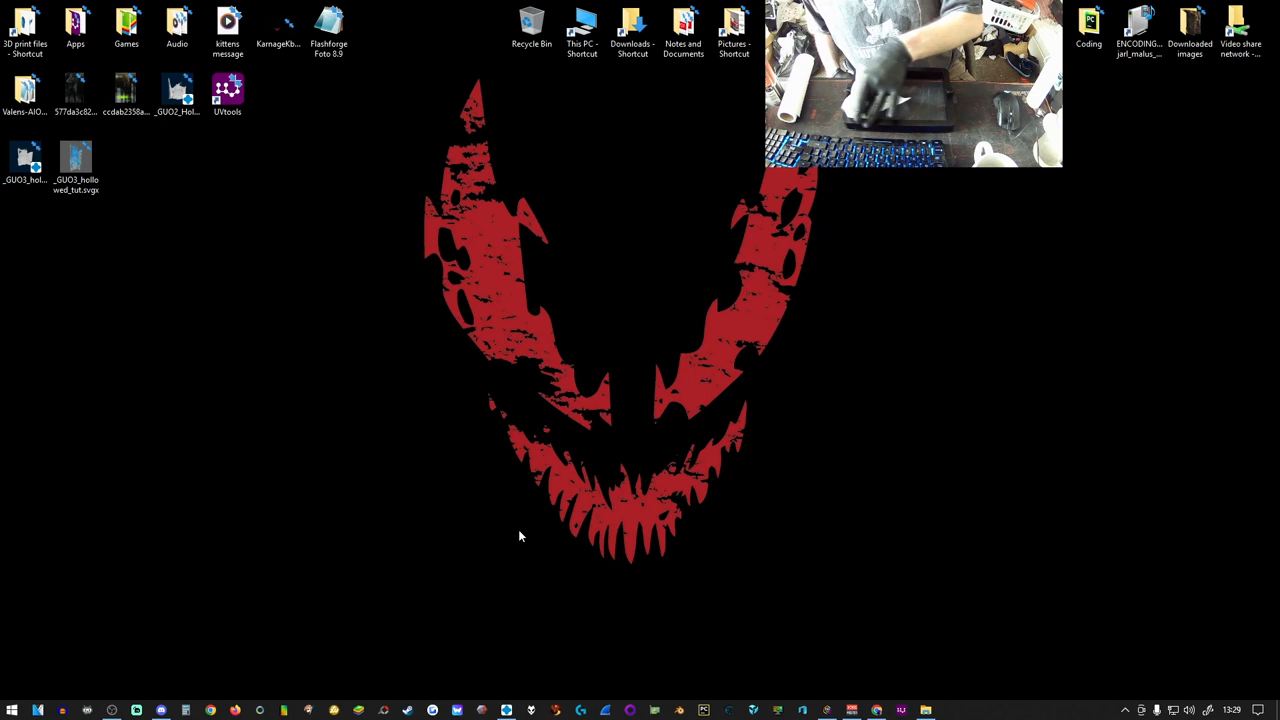 3D print files - Shortcut
Apps
Games
Audio
kittens message
KarnageKb...
Flashforge Foto 8.9
Recycle Bin
This PC - Shortcut
Downloads - Shortcut
Notes and Documents
Pictures - Shortcut
Coding
ENCODING... jarl_malus_...
Downloaded images
Video share network -...
Valens-AIO...
577da3c82...
ccdab2358a...
_GUO2_Hol...
UVtools
_GUO3_hol...
_GUO3_hollo wed_tut.svgx
13:29